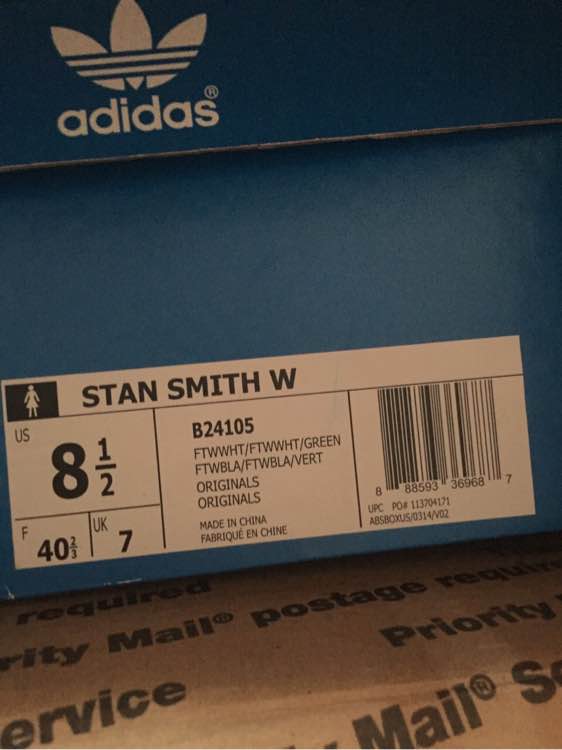 adidas®
STAN SMITH W
US
8 1/2
F
40 2/3
UK
7
B24105
FTWWHT/FTWWHT/GREEN
FTWBLA/FTWBLA/VERT
ORIGINALS
ORIGINALS
MADE IN CHINA
FABRIQUÉ EN CHINE
8 88593 36968 7
UPC PO# 113704171
ABSBOXUS/0314/V02
required
rity Mail® postage requir
Priority
ervice
Mail® S